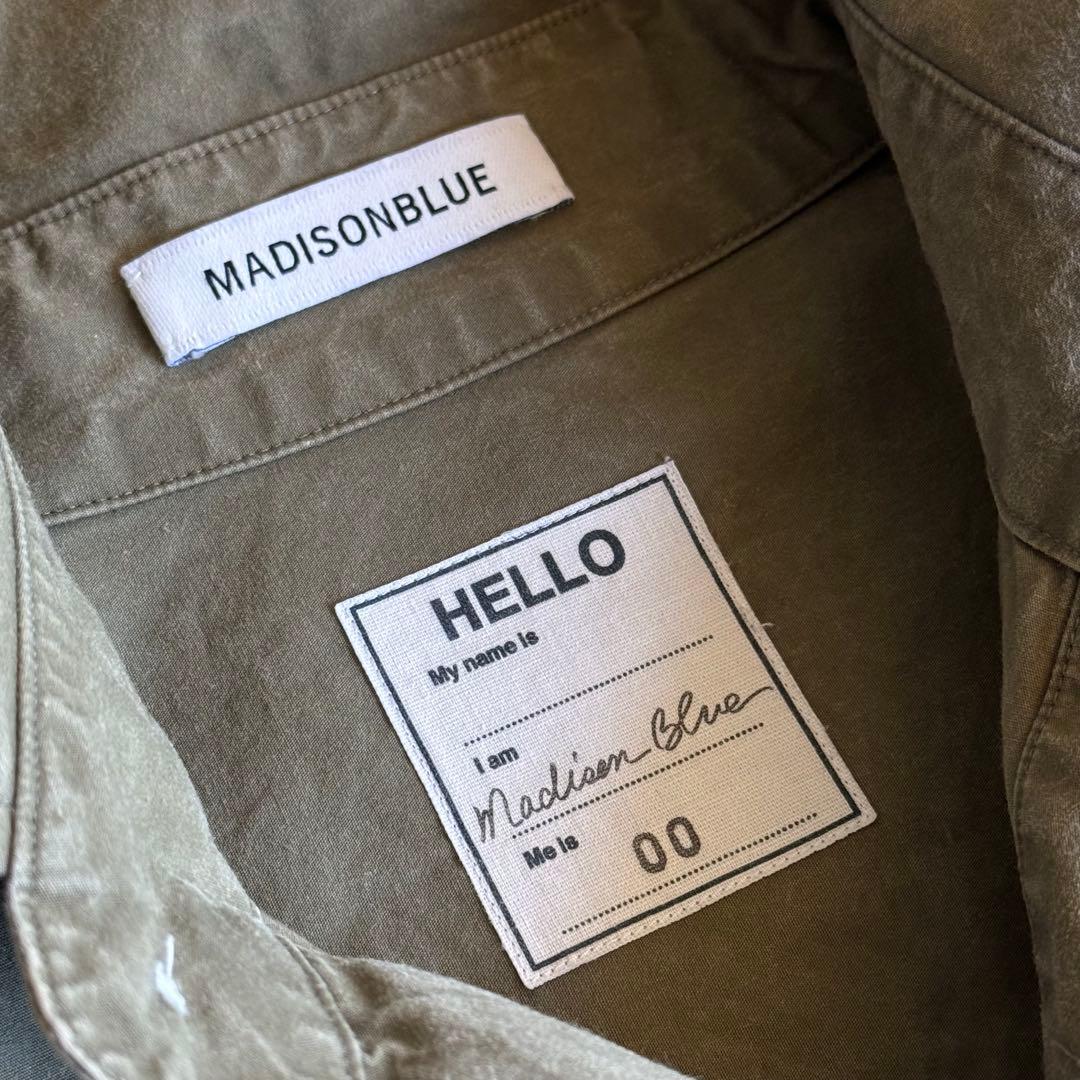 MADISONBLUE
HELLO
My name is
I am
Madison Blue
Me is 00